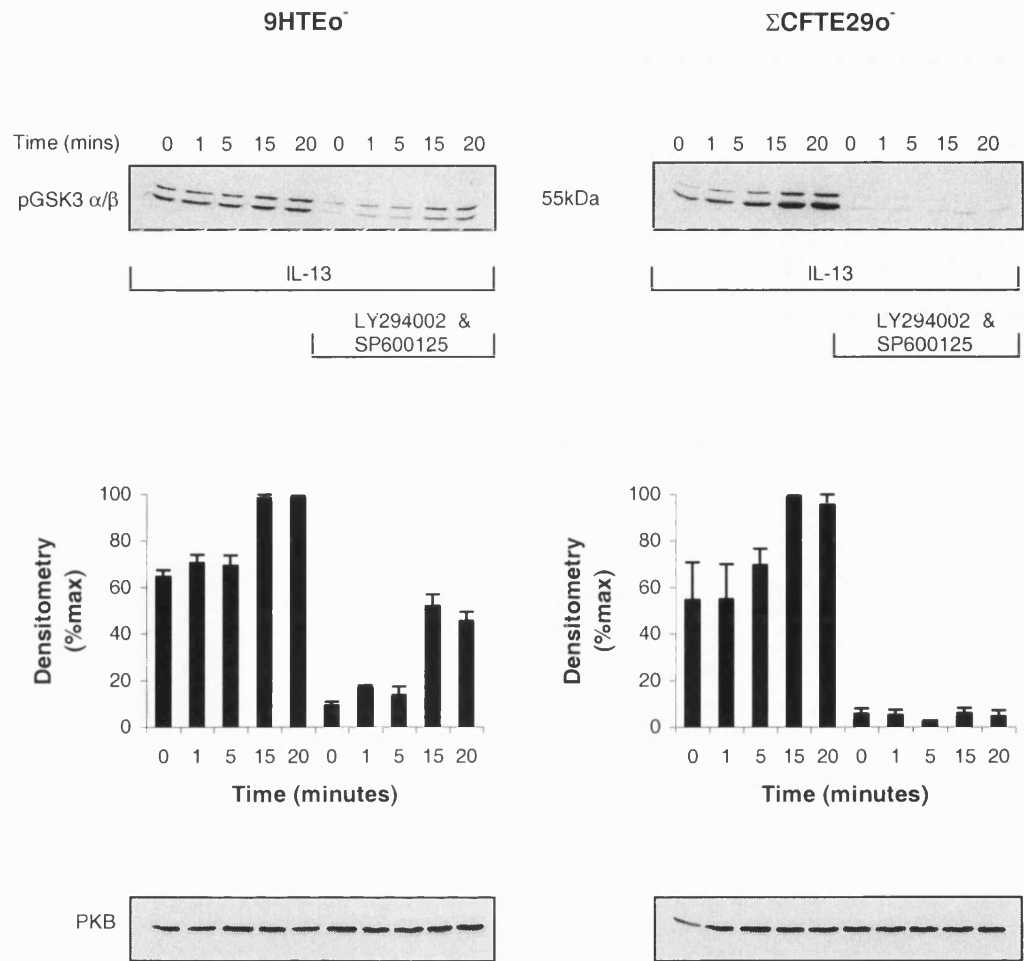 9HTEo⁻ ΣCFTE29o⁻
Time (mins) 0 1 5 15 20 0 1 5 15 20 0 1 5 15 20 0 1 5 15 20
pGSK3 α/β 55kDa
IL-13 IL-13
LY294002 & LY294002 &
SP600125 SP600125
100 100
80 80
60 60
40 40
20 20
0 0
Densitometry Densitometry
(%max) (%max)
0 1 5 15 20 0 1 5 15 20 0 1 5 15 20 0 1 5 15 20
Time (minutes) Time (minutes)
PKB